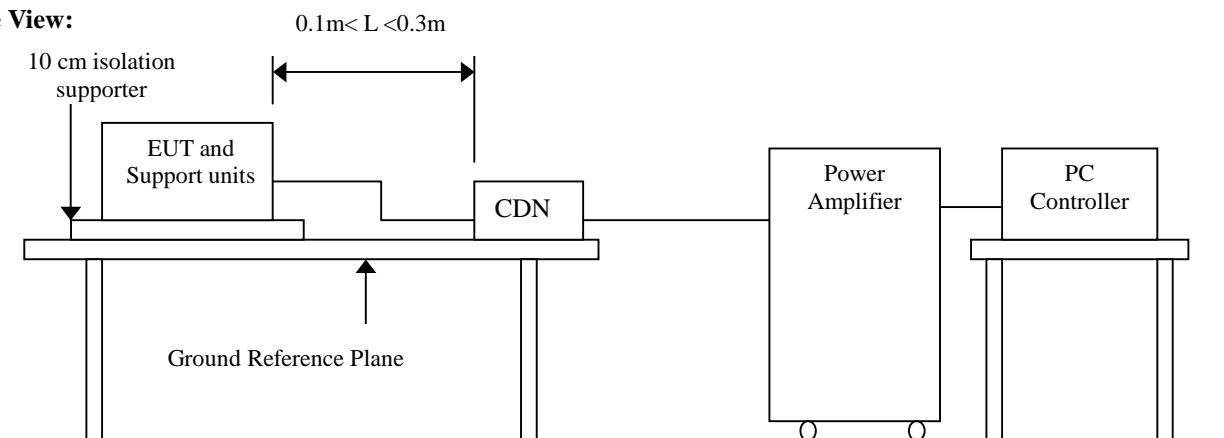 View:
0.1m< L <0.3m
10 cm isolation
supporter
EUT and
Support units
CDN
Power
Amplifier
PC
Controller
Ground Reference Plane